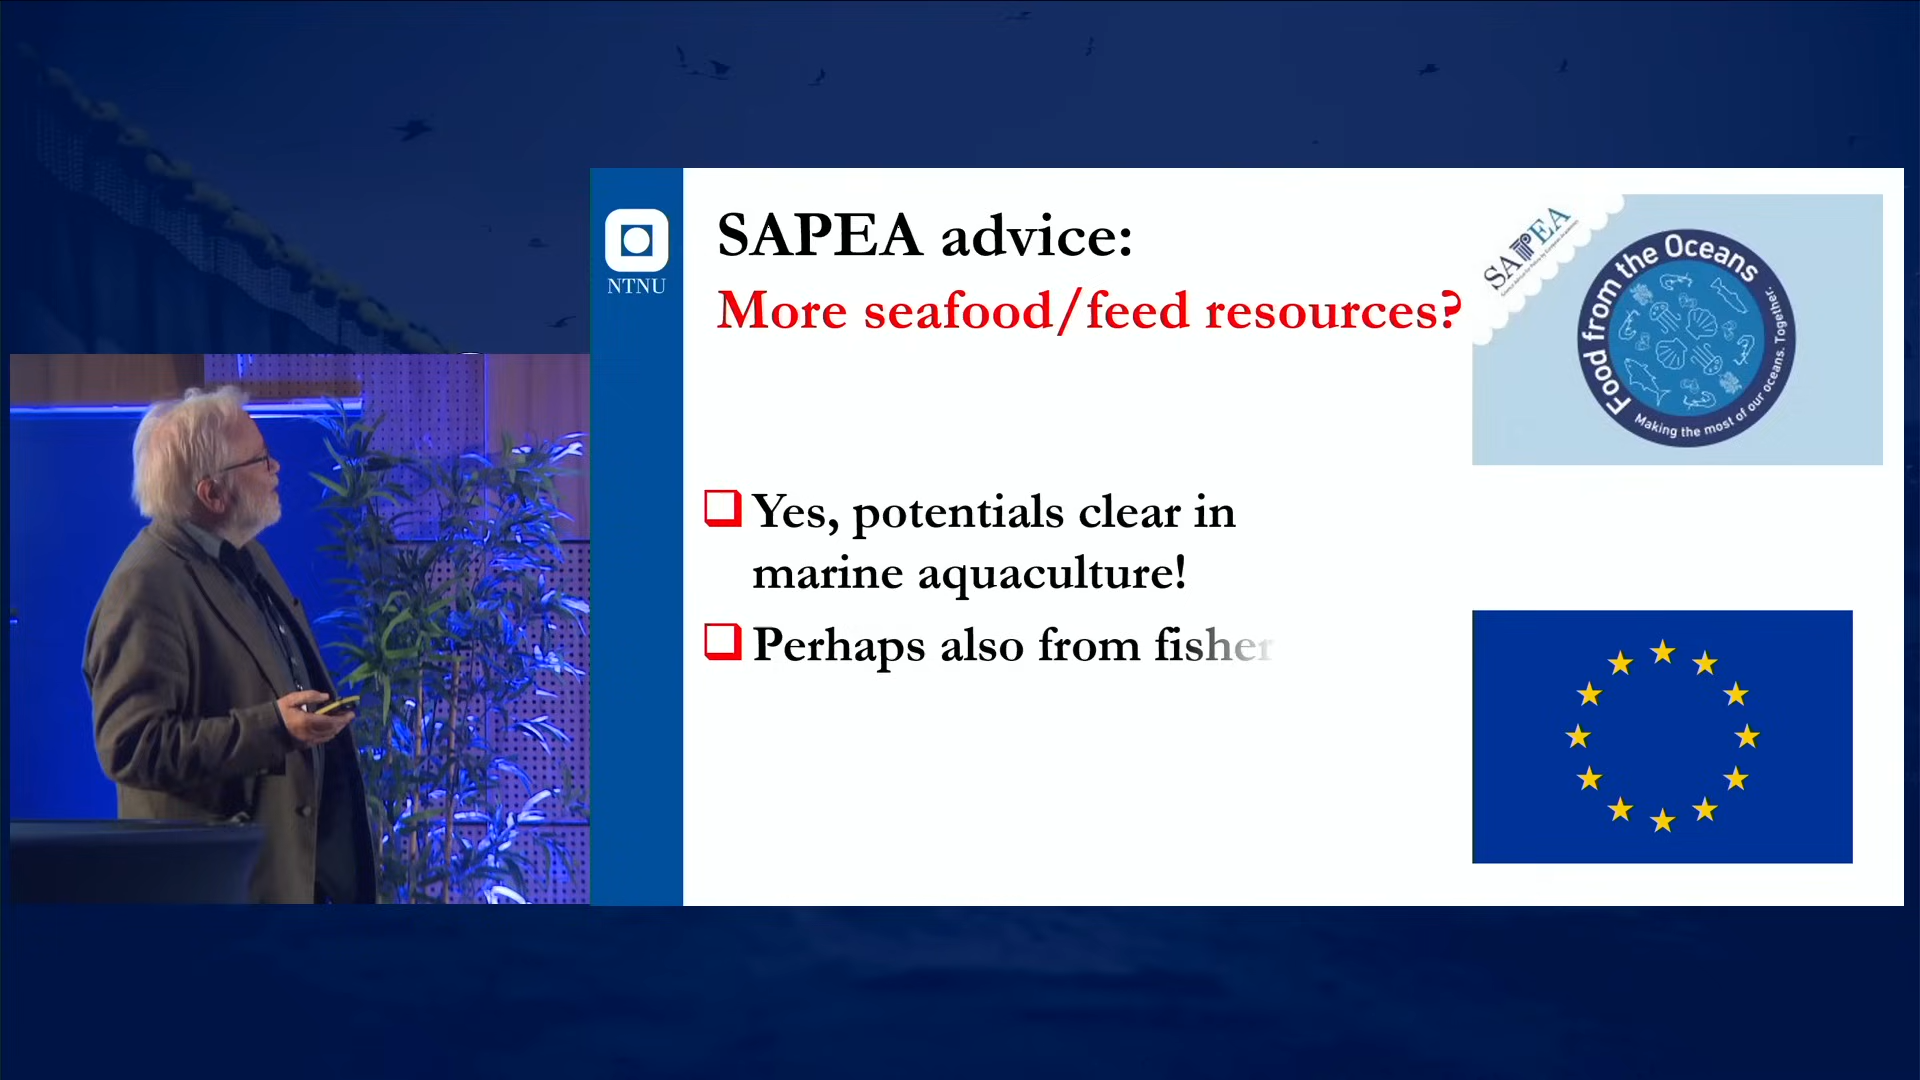 NTNU
SAPEA advice:
More seafood/feed resources?
SAPEA
Food from the Oceans
Making the most of our oceans. Together.
Yes, potentials clear in
marine aquaculture!
Perhaps also from fisher